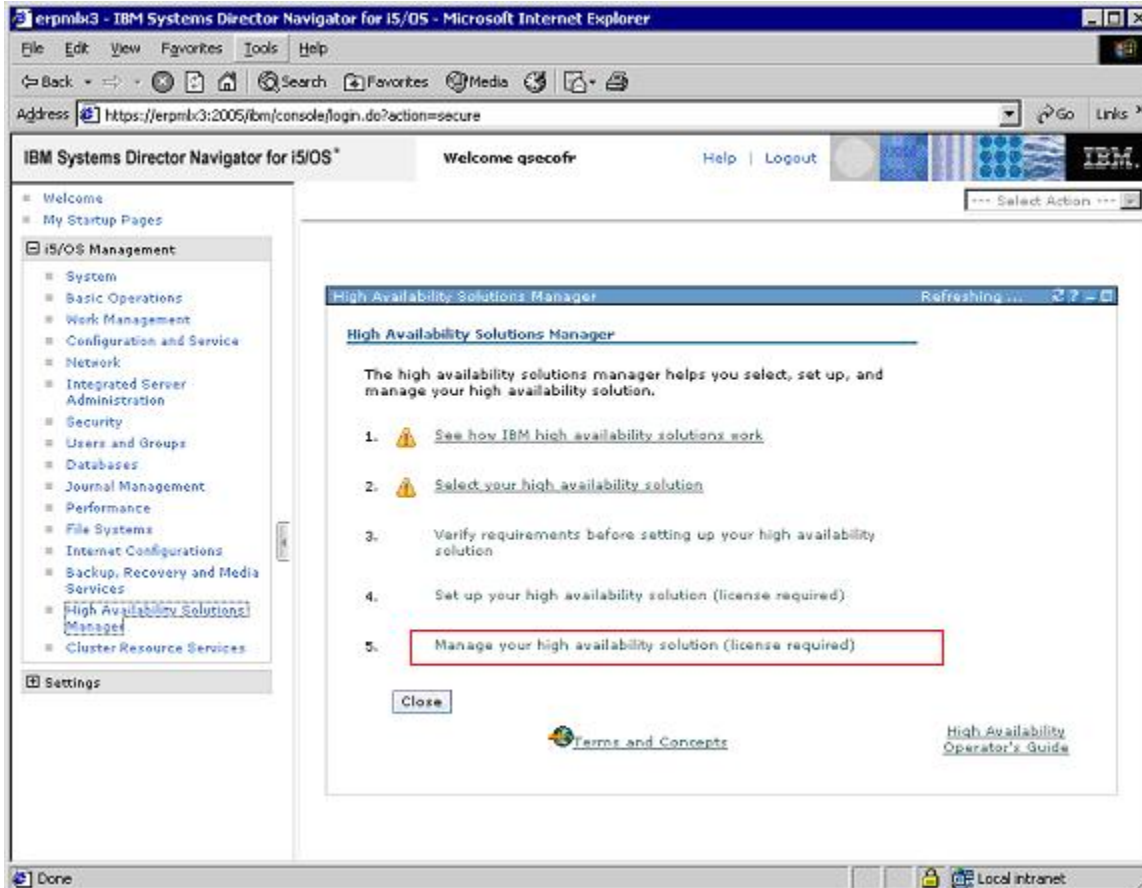 erpmlx3 - IBM Systems Director Navigator for i5/OS - Microsoft Internet Explorer
File Edit View Favorites Tools Help
Back Search Favorites Media
Address https://erpmlx3:2005/ibm/console/login.do?action=secure Go Links »
IBM Systems Director Navigator for i5/OS* Welcome qsecofr Help | Logout IBM.
--- Select Action ---
Welcome
My Startup Pages
i5/OS Management
System
Basic Operations
Work Management
Configuration and Service
Network
Integrated Server
Administration
Security
Users and Groups
Databases
Journal Management
Performance
File Systems
Internet Configurations
Backup, Recovery and Media
Services
High Availability Solutions
Manager
Cluster Resource Services
Settings
High Availability Solutions Manager Refreshing ...
High Availability Solutions Manager
The high availability solutions manager helps you select, set up, and
manage your high availability solution.
1. See how IBM high availability solutions work
2. Select your high availability solution
3. Verify requirements before setting up your high availability
solution
4. Set up your high availability solution (license required)
5. Manage your high availability solution (license required)
Close
Terms and Concepts
High Availability
Operator's Guide
Done Local intranet